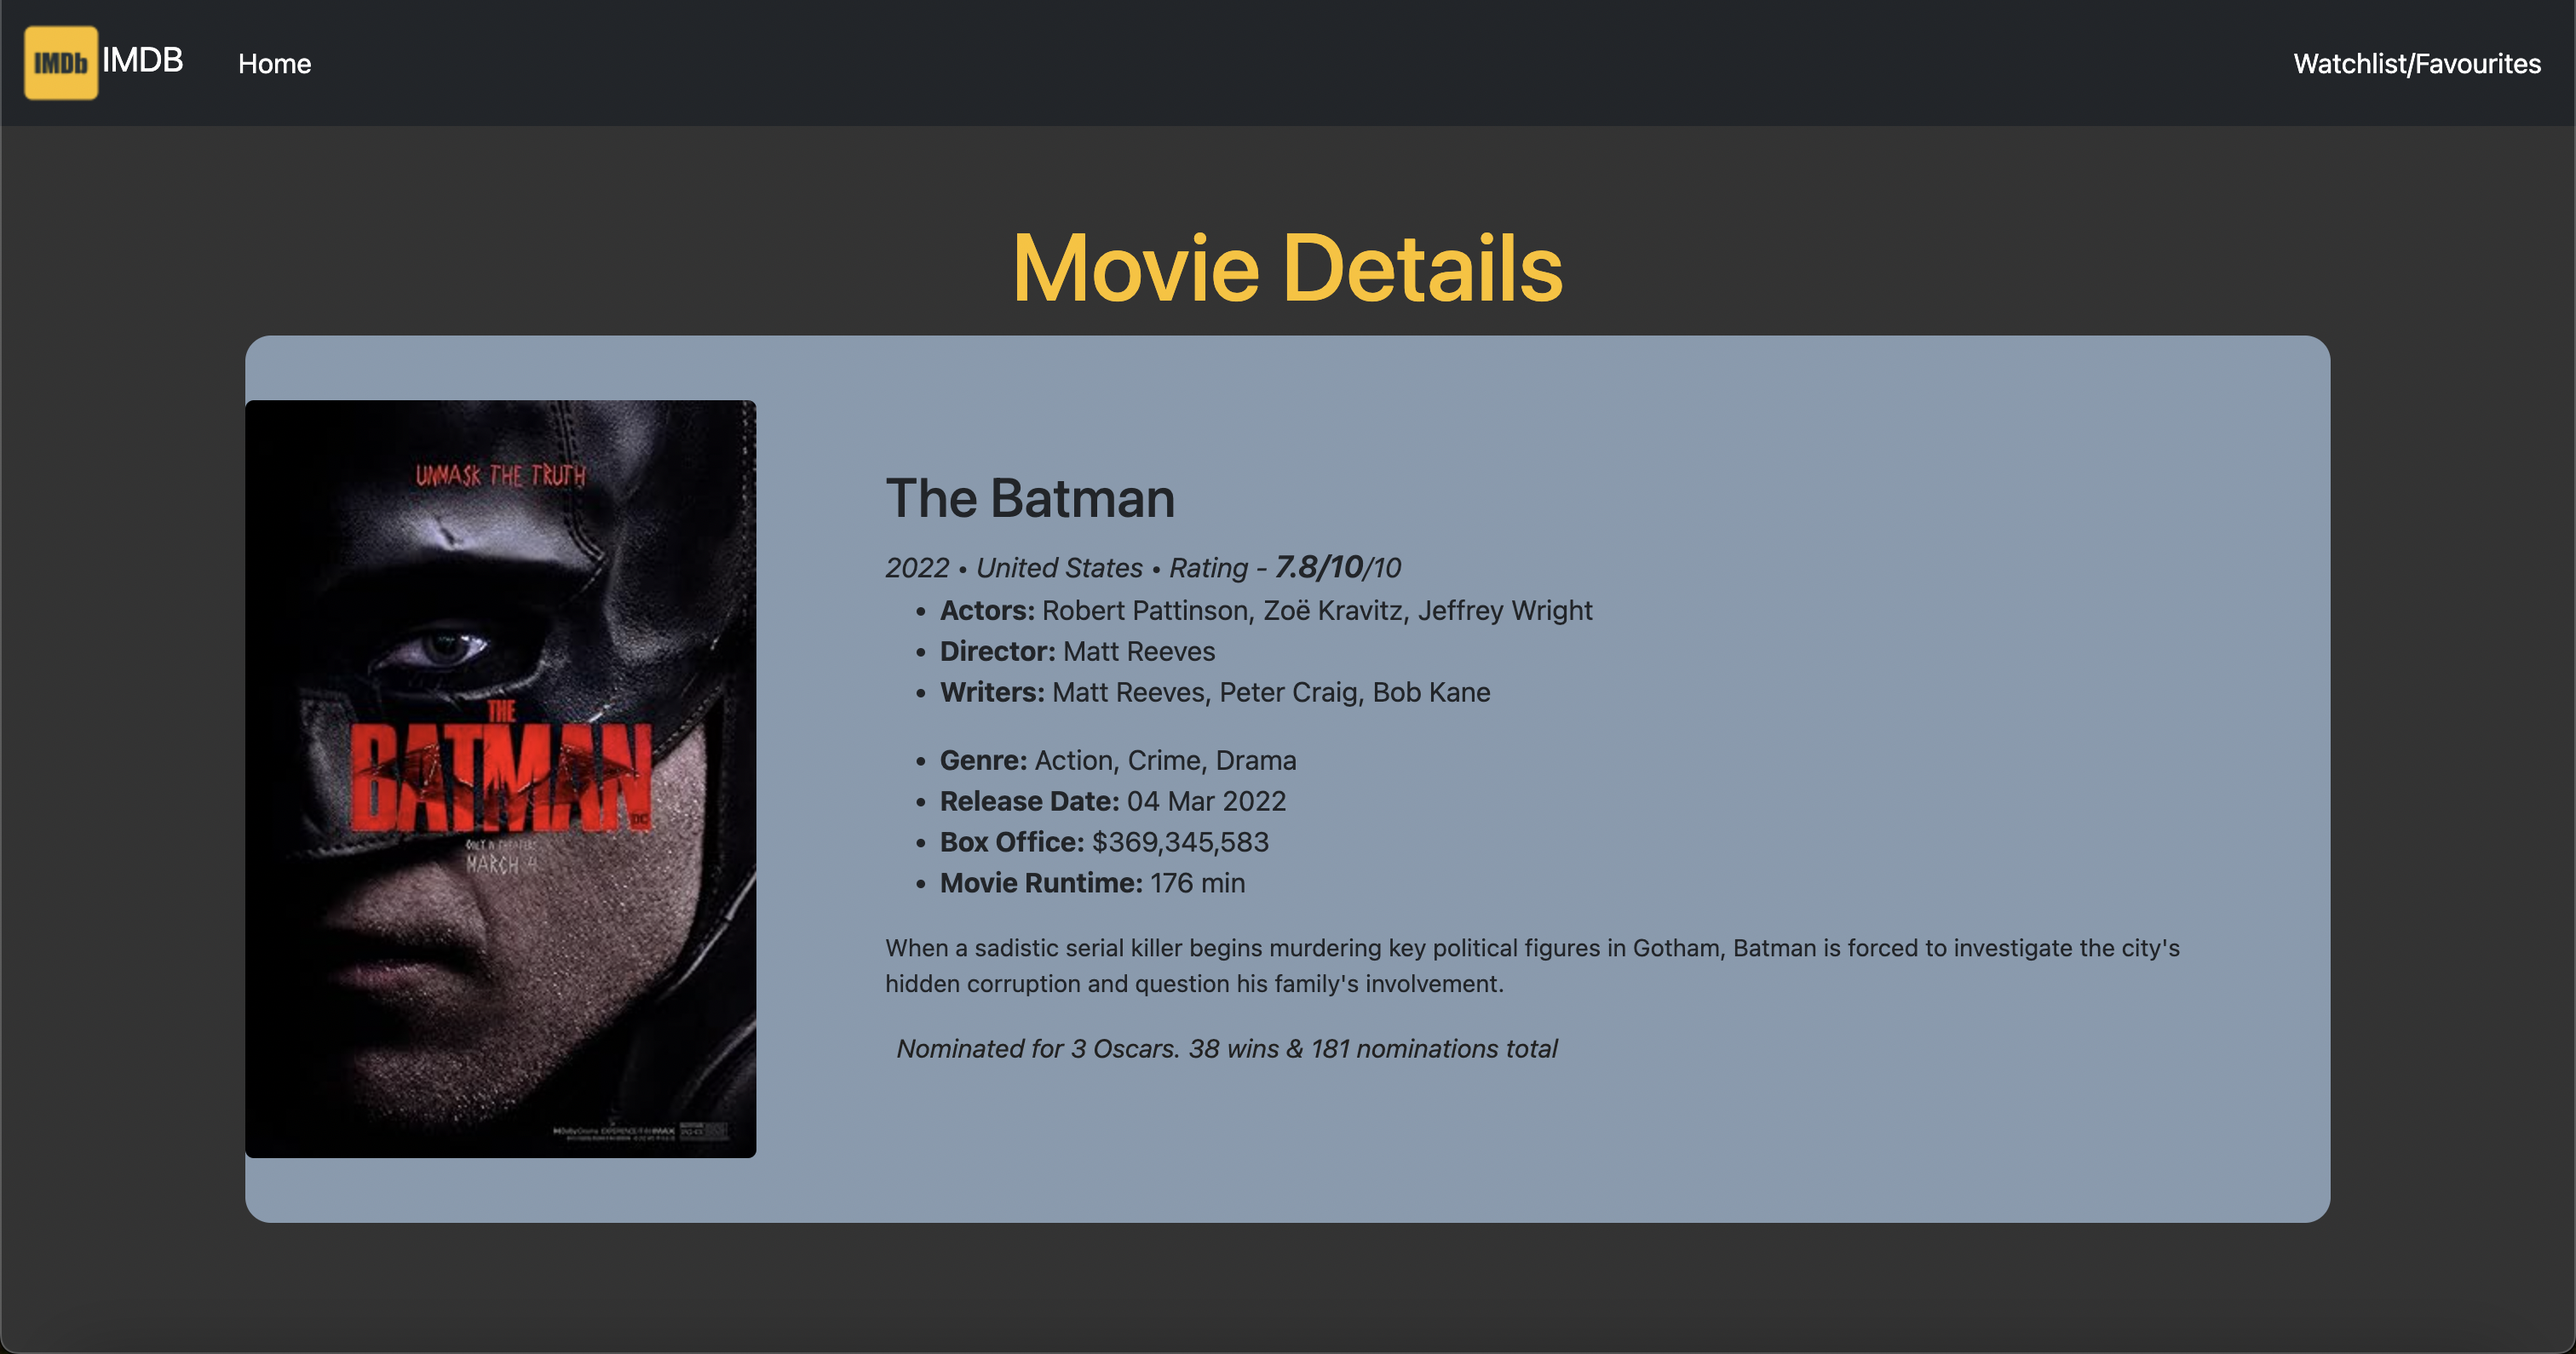 IMDb IMDB Home Watchlist/Favourites
Movie Details
UNMASK THE TRUTH
THE
BATMAN
DC
ONLY IN THEATERS
MARCH 4
The Batman
2022 • United States • Rating - 7.8/10/10
• Actors: Robert Pattinson, Zoë Kravitz, Jeffrey Wright
• Director: Matt Reeves
• Writers: Matt Reeves, Peter Craig, Bob Kane
• Genre: Action, Crime, Drama
• Release Date: 04 Mar 2022
• Box Office: $369,345,583
• Movie Runtime: 176 min
When a sadistic serial killer begins murdering key political figures in Gotham, Batman is forced to investigate the city's
hidden corruption and question his family's involvement.
Nominated for 3 Oscars. 38 wins & 181 nominations total